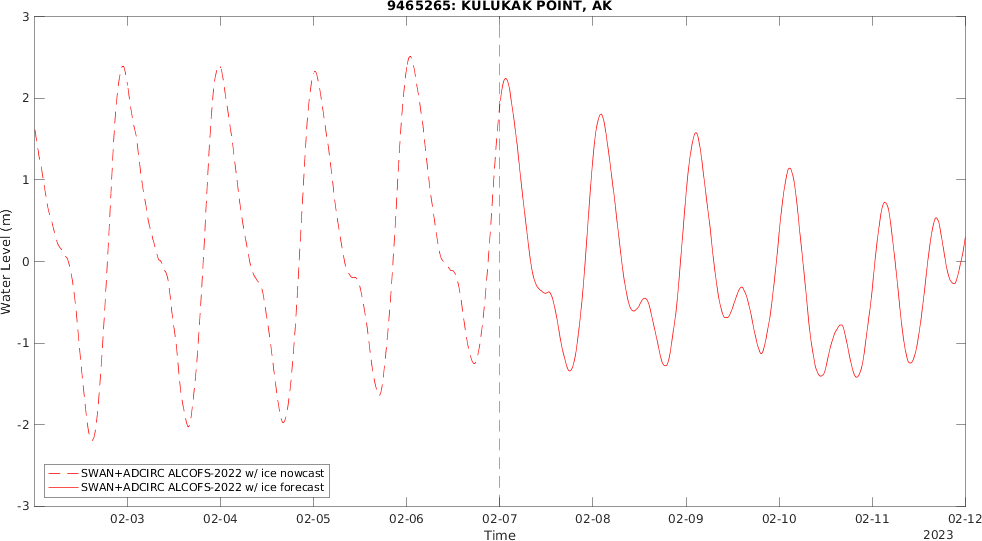 9465265: KULUKAK POINT, AK
3
2
1
0
-1
-2
-3
Water Level (m)
SWAN+ADCIRC ALCOFS-2022 w/ ice nowcast
SWAN+ADCIRC ALCOFS-2022 w/ ice forecast
02-03 02-04 02-05 02-06 02-07 02-08 02-09 02-10 02-11 02-12
Time
2023